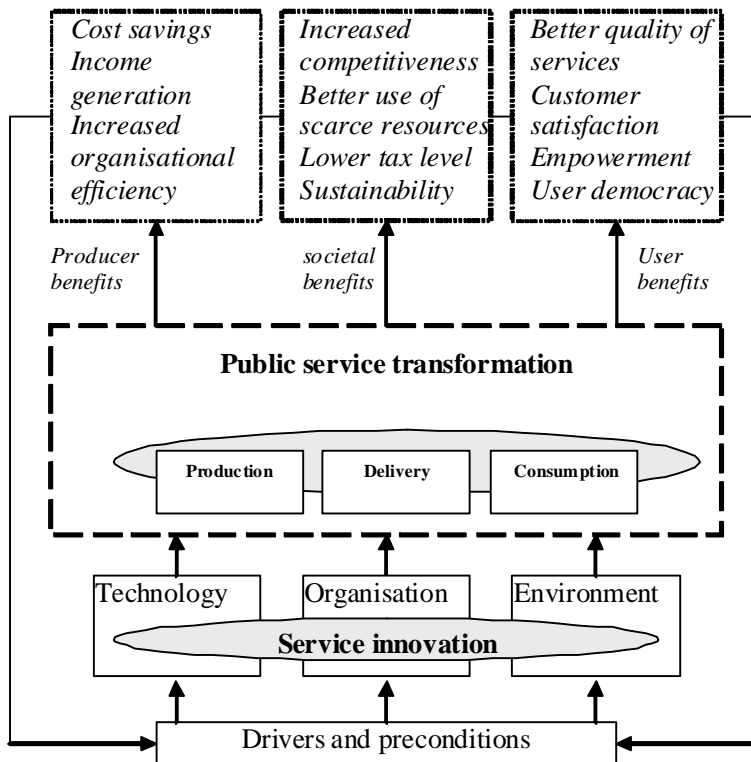 Cost savings
Income
generation
Increased
organisational
efficiency
Increased
competitiveness
Better use of
scarce resources
Lower tax level
Sustainability
Better quality of
services
Customer
satisfaction
Empowerment
User democracy
Producer
benefits
societal
benefits
User
benefits
Public service transformation
Production
Delivery
Consumption
Technology
Organisation
Environment
Service innovation
Drivers and preconditions